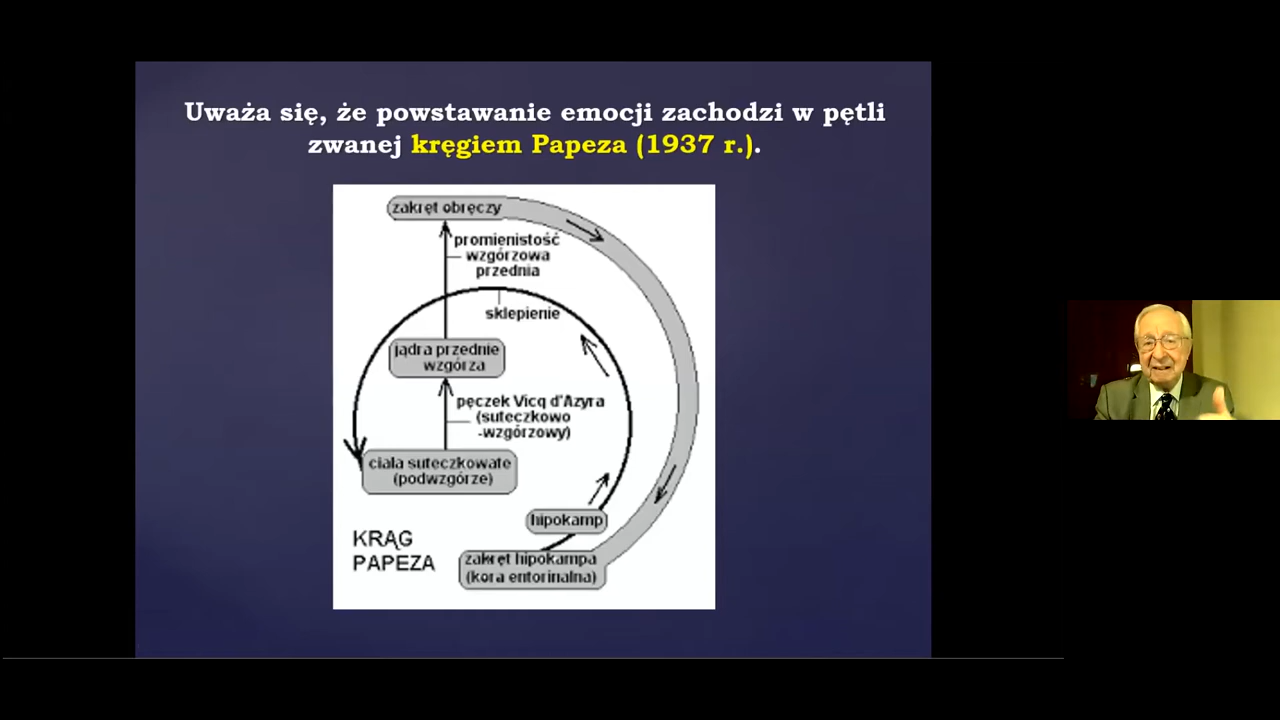 Uważa się, że powstawanie emocji zachodzi w pętli
zwanej kręgiem Papeza (1937 r.).
zakręt obręczy
promienistość
wzgórzowa
przednia
sklepienie
jądra przednie
wzgórza
pęczek Vicq d'Azyra
(suteczkowo
-wzgórzowy)
ciała suteczkowate
(podwzgórze)
hipokamp
KRĄG
PAPEZA
zakręt hipokampa
(kora entorinalna)